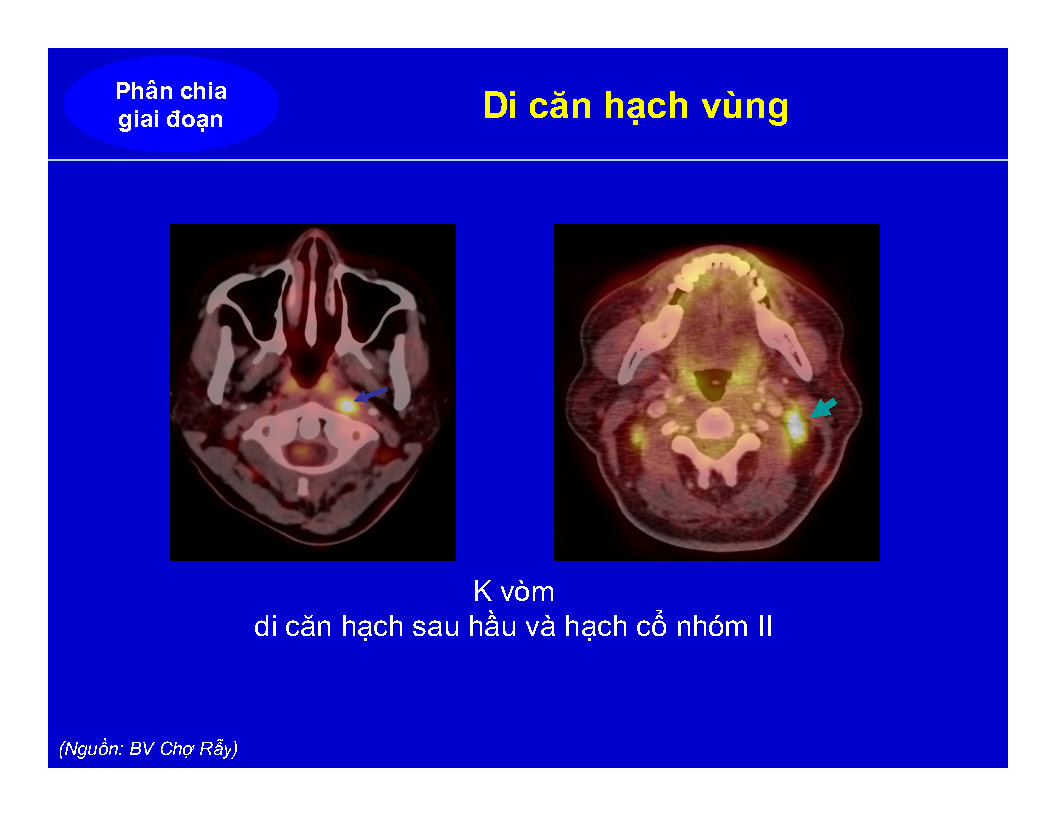 Phân chia
giai đoạn
Di căn hạch vùng
K vòm
di căn hạch sau hầu và hạch cổ nhóm II
(Nguồn: BV Chợ Rẫy)